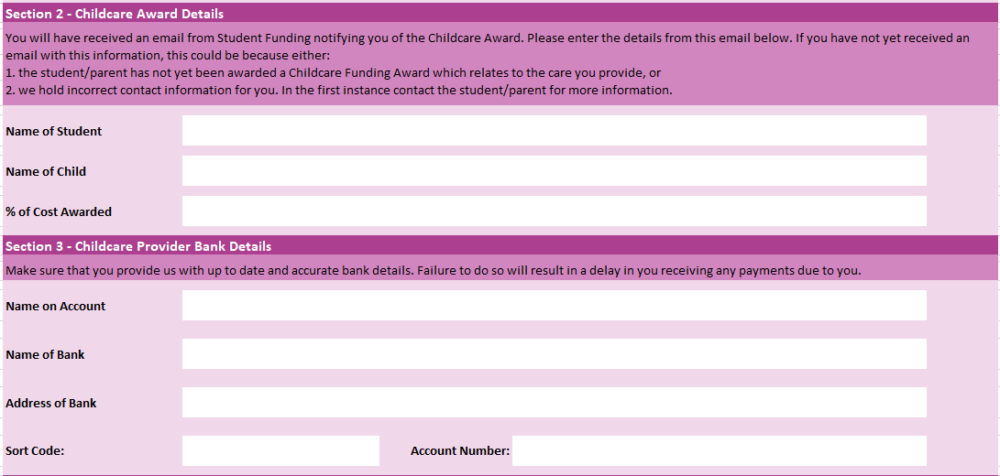 Section 2 - Childcare Award Details
You will have received an email from Student Funding notifying you of the Childcare Award. Please enter the details from this email below. If you have not yet received an
email with this information, this could be because either:
1. the student/parent has not yet been awarded a Childcare Funding Award which relates to the care you provide, or
2. we hold incorrect contact information for you. In the first instance contact the student/parent for more information.
Name of Student
Name of Child
% of Cost Awarded
Section 3 - Childcare Provider Bank Details
Make sure that you provide us with up to date and accurate bank details. Failure to do so will result in a delay in you receiving any payments due to you.
Name on Account
Name of Bank
Address of Bank
Sort Code: Account Number: